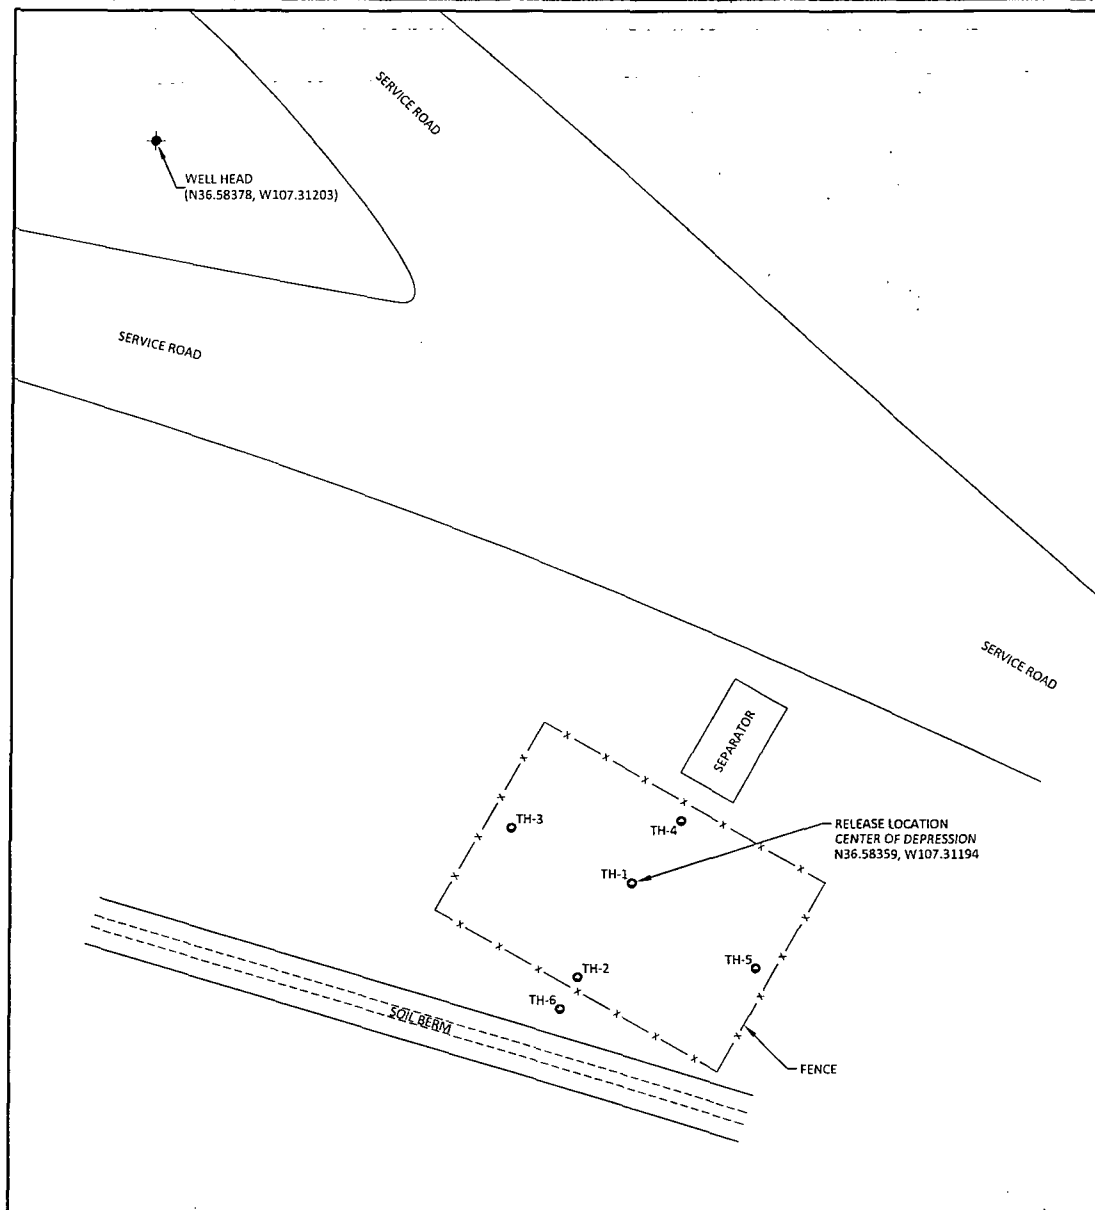 SERVICE ROAD
WELL HEAD
(N36.58378, W107.31203)
SERVICE ROAD
SERVICE ROAD
SEPARATOR
TH-3
TH-4
RELEASE LOCATION
CENTER OF DEPRESSION
N36.58359, W107.31194
TH-1
TH-2
TH-5
TH-6
SOIL BERM
FENCE